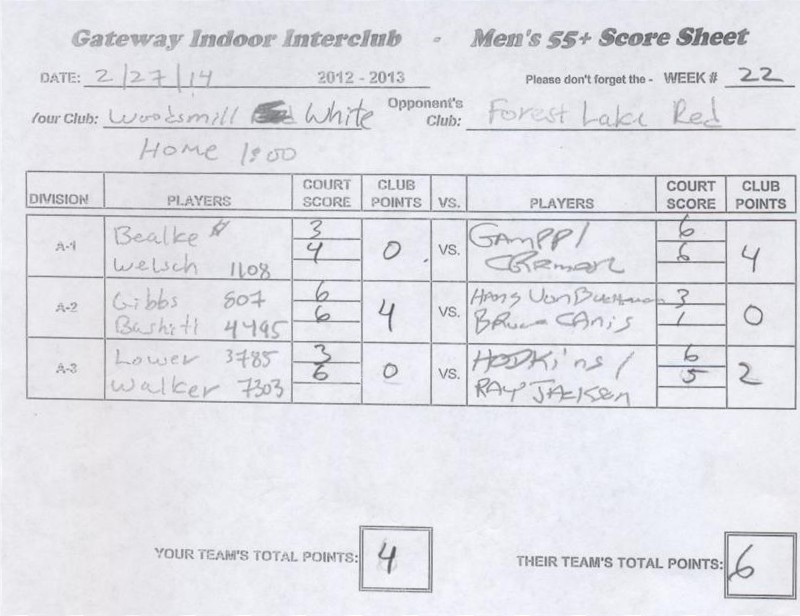 Gateway Indoor Interclub - Men's 55+ Score Sheet
DATE: 2/27/14 2012 - 2013 Please don't forget the - WEEK # 22
Your Club: Woodsmill White Opponent's Club: Forest Lake Red
Home 1800
DIVISION PLAYERS COURT SCORE CLUB POINTS VS. PLAYERS COURT SCORE CLUB POINTS
A-1 Bealke 3 VS. GAMPP/ 6
Welsch 1108 4 0 6 4
A-2 Gibbs 807 6 VS. HANS 3
4495 6 4 BRUCE CANIS 1 0
A-3 Lower 3785 3 VS. HODKins / 6
Walker 7303 6 0 RAY 5 2
YOUR TEAM'S TOTAL POINTS: 4 THEIR TEAM'S TOTAL POINTS: 6